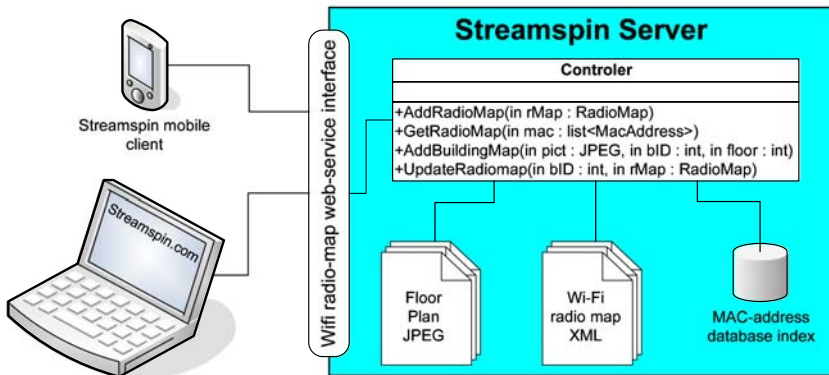 Streamspin Server
Controler
+AddRadioMap(in rMap : RadioMap)
+GetRadioMap(in mac : list<MacAddress>)
+AddBuildingMap(in pict : JPEG, in bID : int, in floor : int)
+UpdateRadiomap(in bID : int, in rMap : RadioMap)
Streamspin mobile
client
Wifi radio-map web-service interface
Streamspin.com
Floor
Plan
JPEG
Wi-Fi
radio map
XML
MAC-address
database index